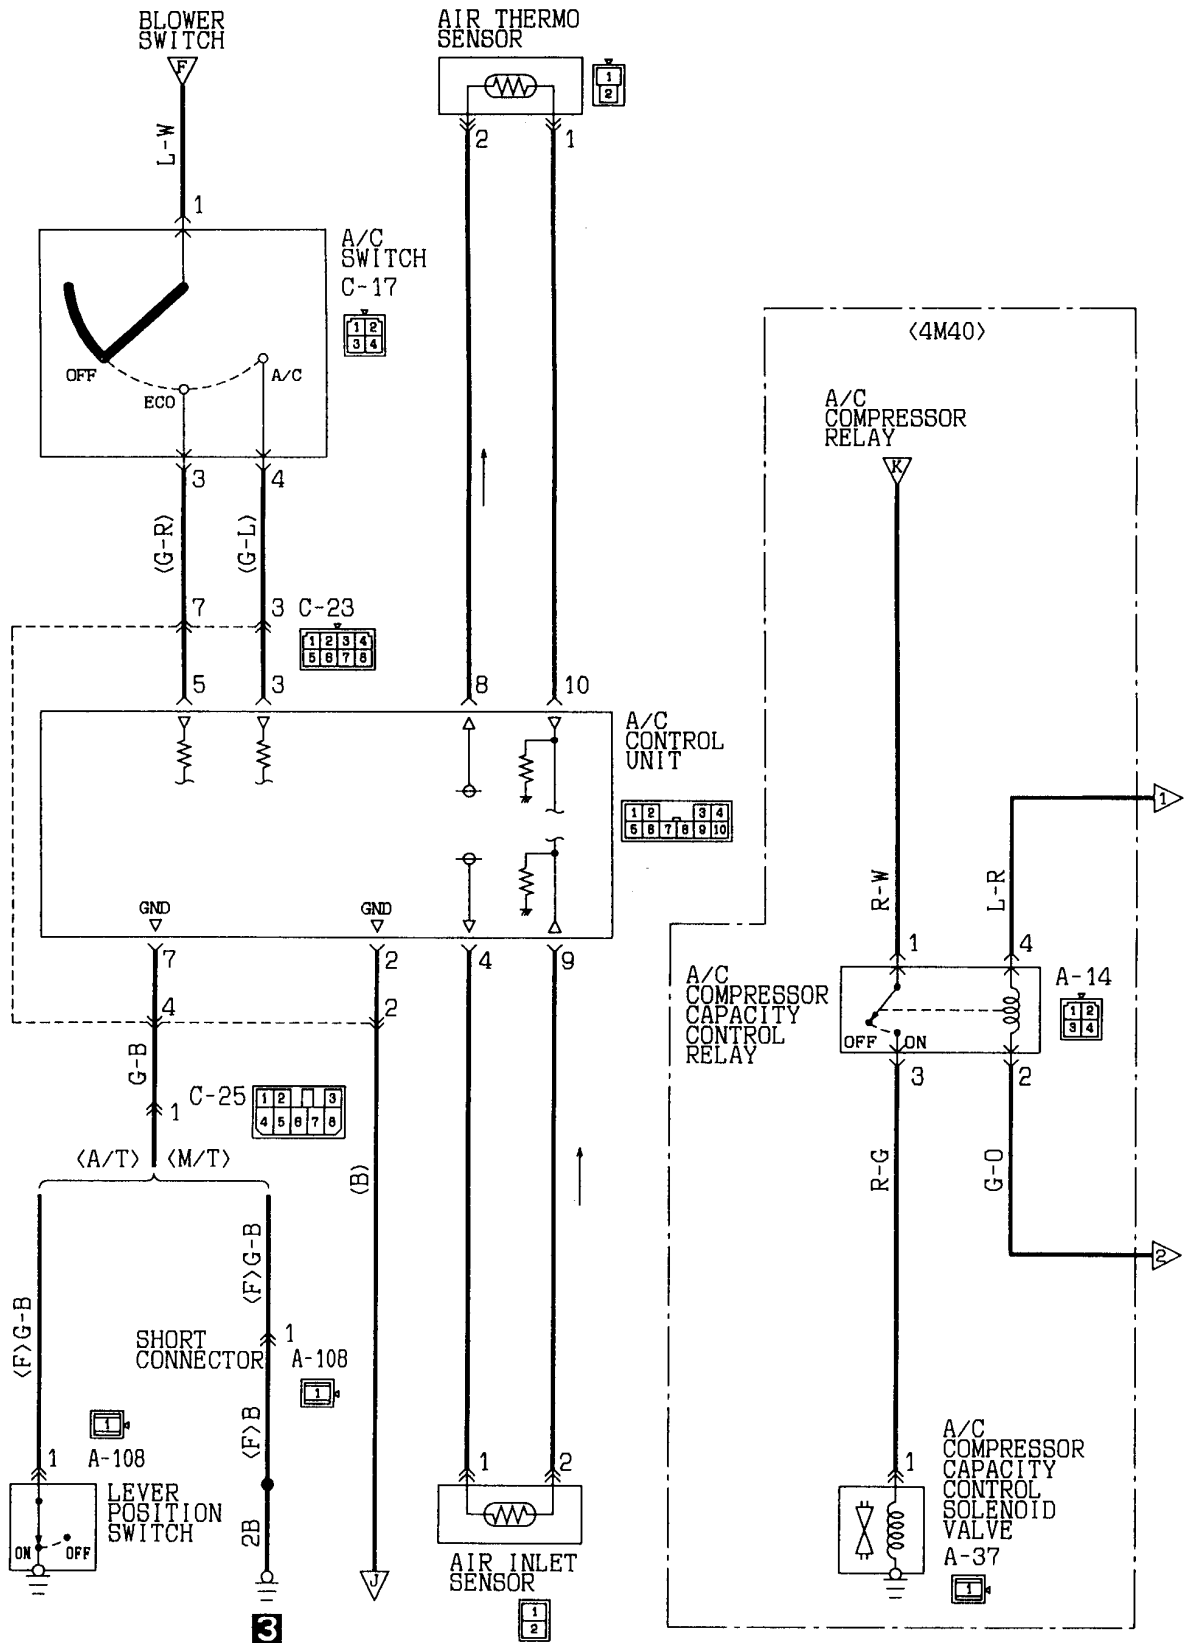 BLOWER
SWITCH
F
L-W
1
A/C
SWITCH
C-17
1 2
3 4
OFF
ECO
A/C
3
4
(G-R)
(G-L)
7
3
C-23
1 2 3 4
5 6 7 8
5
3
AIR THERMO
SENSOR
1
2
2
1
8
10
A/C
CONTROL
UNIT
1 2 3 4
5 6 7 8 9 10
GND
GND
7
2
4
9
4
2
G-B
1
C-25
1 2 3
4 5 6 7 8
<A/T>
<M/T>
(B)
<F>G-B
<F>G-B
SHORT
CONNECTOR
1
A-108
1
<F>B
1
A-108
1
LEVER
POSITION
SWITCH
ON
OFF
2B
3
J
1
2
AIR INLET
SENSOR
1
2
<4M40>
A/C
COMPRESSOR
RELAY
K
R-W
L-R
1
1
4
A/C
COMPRESSOR
CAPACITY
CONTROL
RELAY
OFF
ON
A-14
1 2
3 4
3
2
R-G
G-O
2
1
A/C
COMPRESSOR
CAPACITY
CONTROL
SOLENOID
VALVE
A-37
1